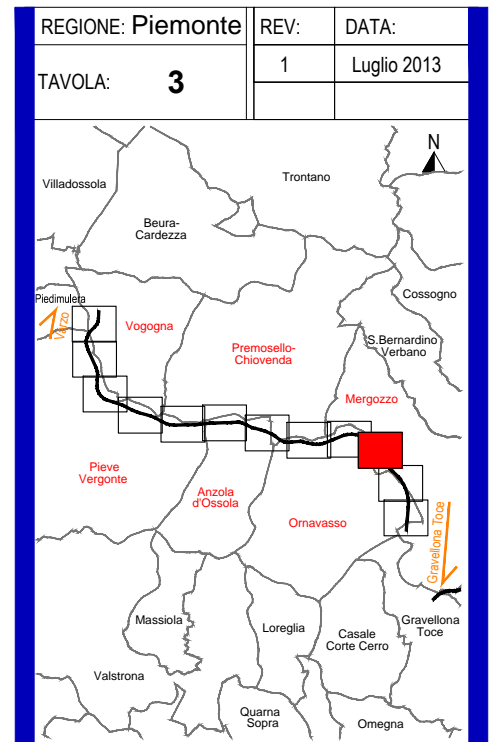 REGIONE: Piemonte
REV:
DATA:
1
Luglio 2013
TAVOLA: 3
N
Villadossola
Trontano
Beura-
Cardezza
Cossogno
Piedimulera
Varzo
Vogogna
Premosello-
Chiovenda
S.Bernardino
Verbano
Mergozzo
Pieve
Vergonte
Anzola
d'Ossola
Ornavasso
Gravellona Toce
Massiola
Loreglia
Casale
Corte Cerro
Gravellona
Toce
Valstrona
Quarna
Sopra
Omegna